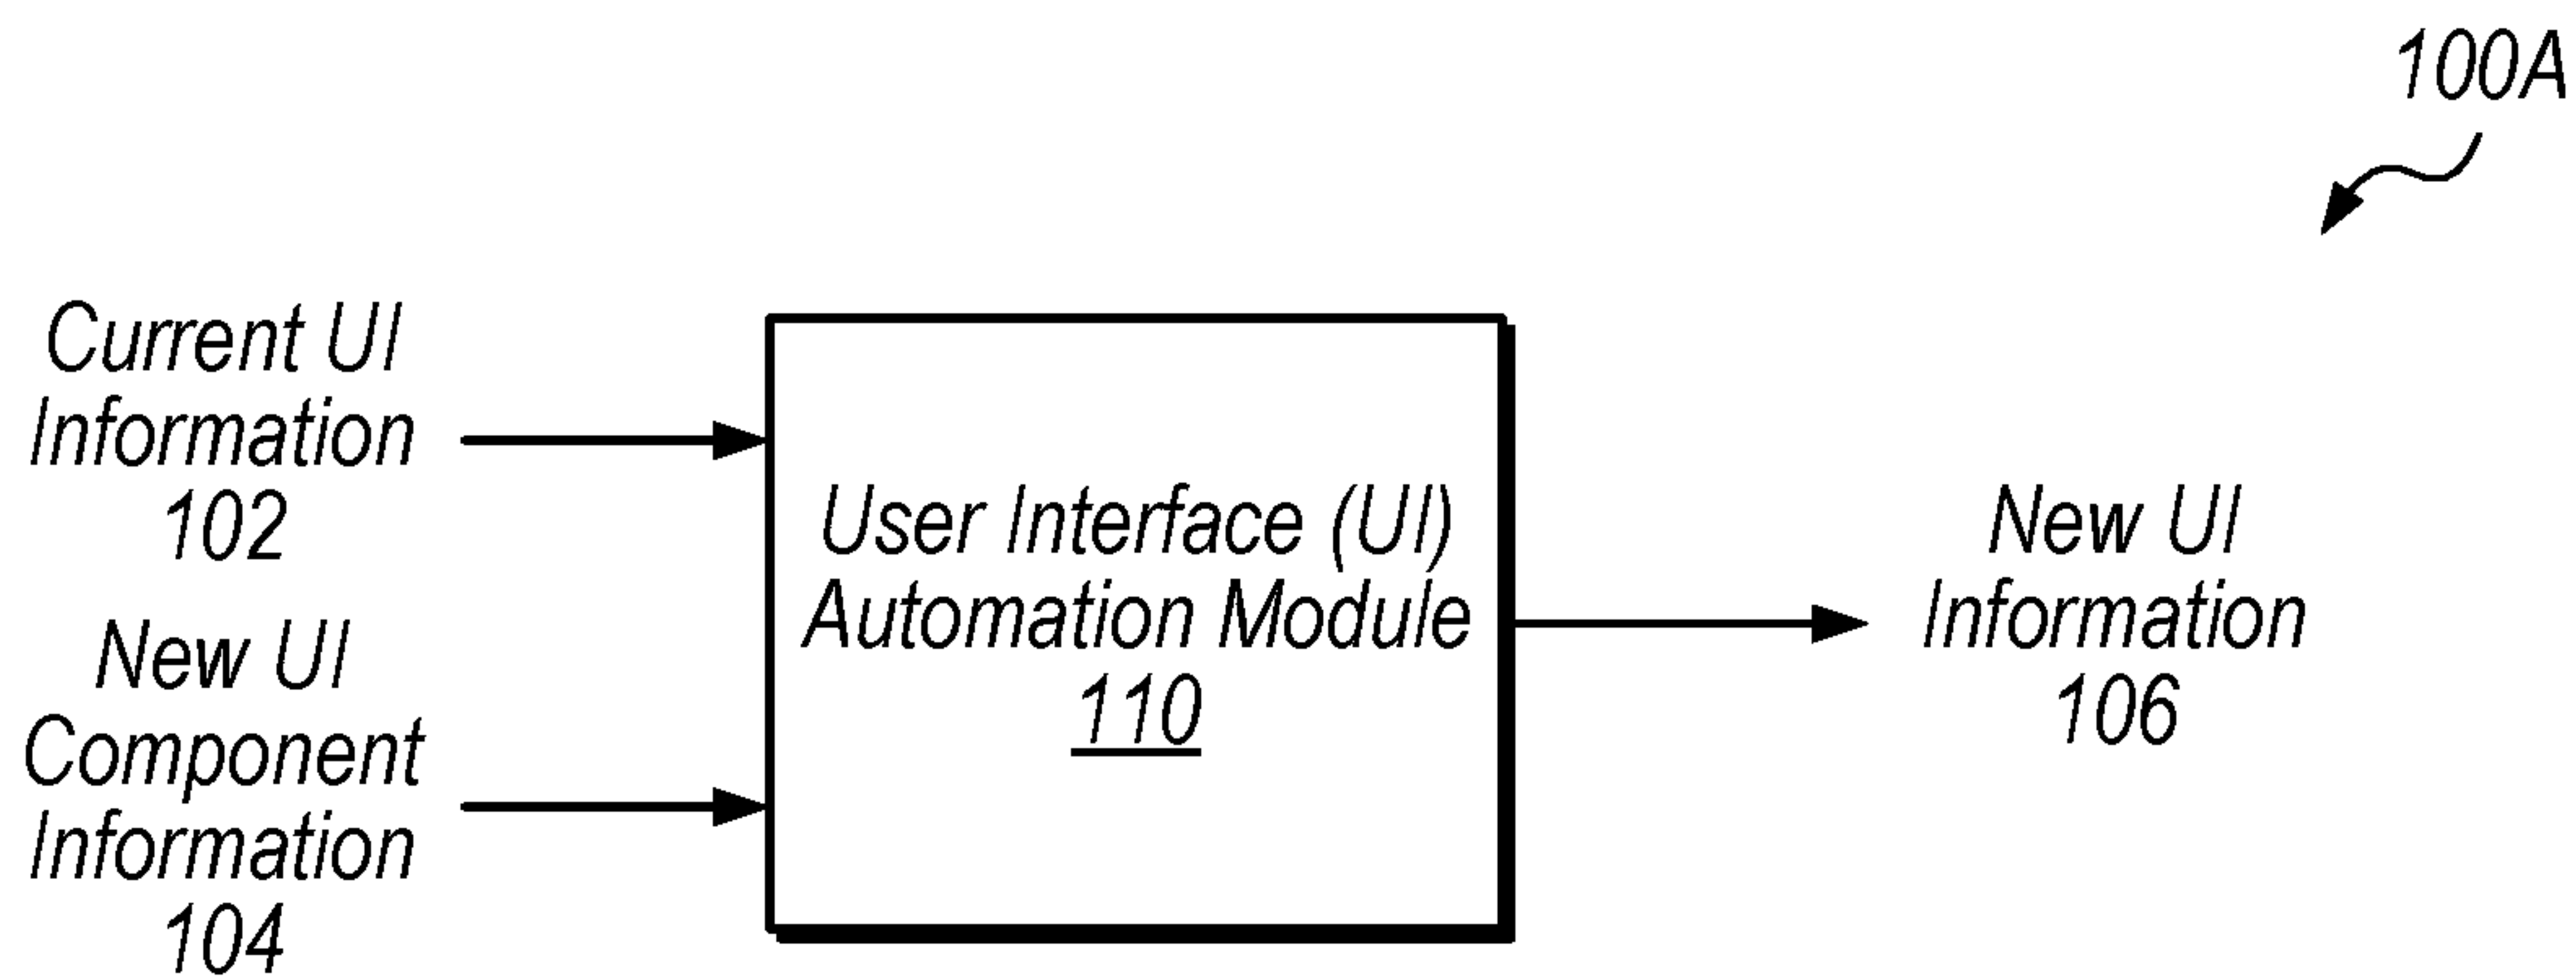 100A
Current UI
Information
102
New UI
Component
Information
104
User Interface (UI)
Automation Module
110
New UI
Information
106